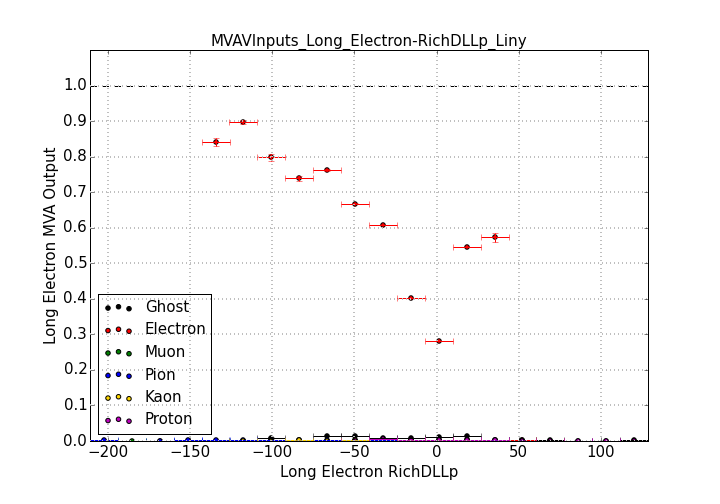 MVAVInputs_Long_Electron-RichDLLp_Liny
1.0
0.9
0.8
0.7
0.6
0.5
0.4
0.3
0.2
0.1
0.0
Long Electron MVA Output
Ghost
Electron
Muon
Pion
Kaon
Proton
−200 −150 −100 −50 0 50 100
Long Electron RichDLLp